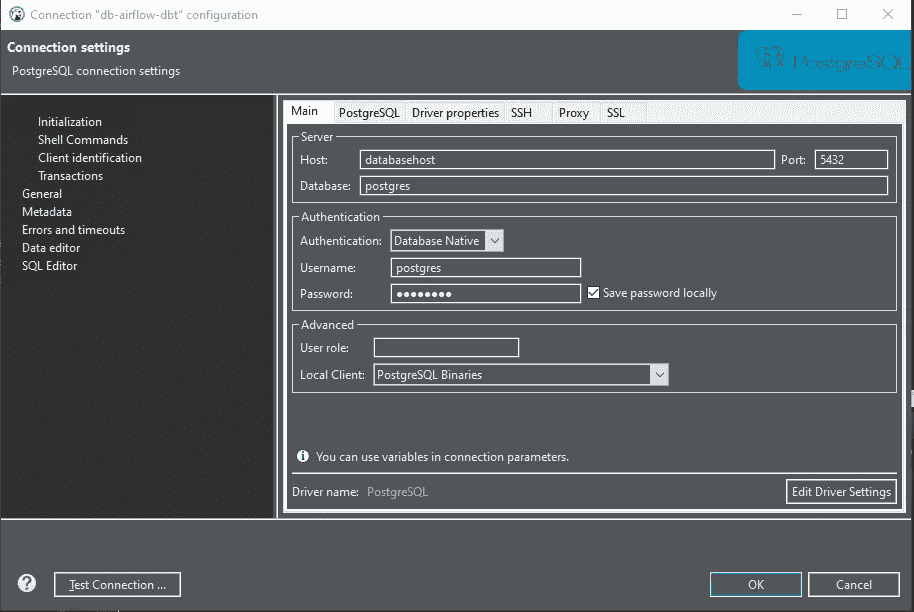 Connection "db-airflow-dbt" configuration
Connection settings
PostgreSQL connection settings
PostgreSQL
Initialization
Shell Commands
Client identification
Transactions
General
Metadata
Errors and timeouts
Data editor
SQL Editor
Main PostgreSQL Driver properties SSH Proxy SSL
Server
Host: databasehost Port: 5432
Database: postgres
Authentication
Authentication: Database Native
Username: postgres
Password: ●●●●●●●● Save password locally
Advanced
User role:
Local Client: PostgreSQL Binaries
You can use variables in connection parameters.
Driver name: PostgreSQL Edit Driver Settings
? Test Connection ... OK Cancel